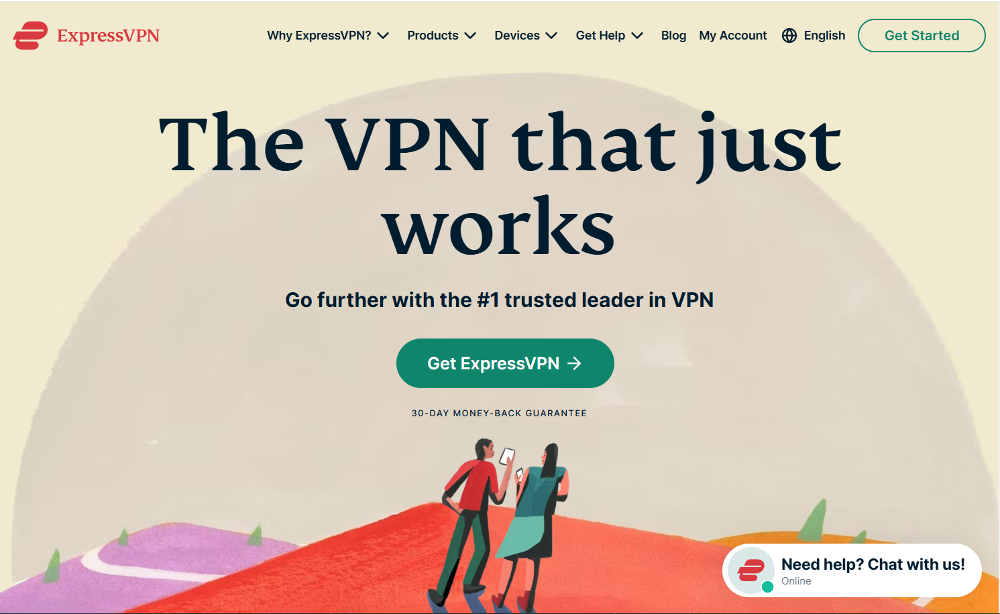 ExpressVPN
Why ExpressVPN? Products Devices Get Help Blog My Account English Get Started
The VPN that just
works
Go further with the #1 trusted leader in VPN
Get ExpressVPN →
30-DAY MONEY-BACK GUARANTEE
Need help? Chat with us!
Online